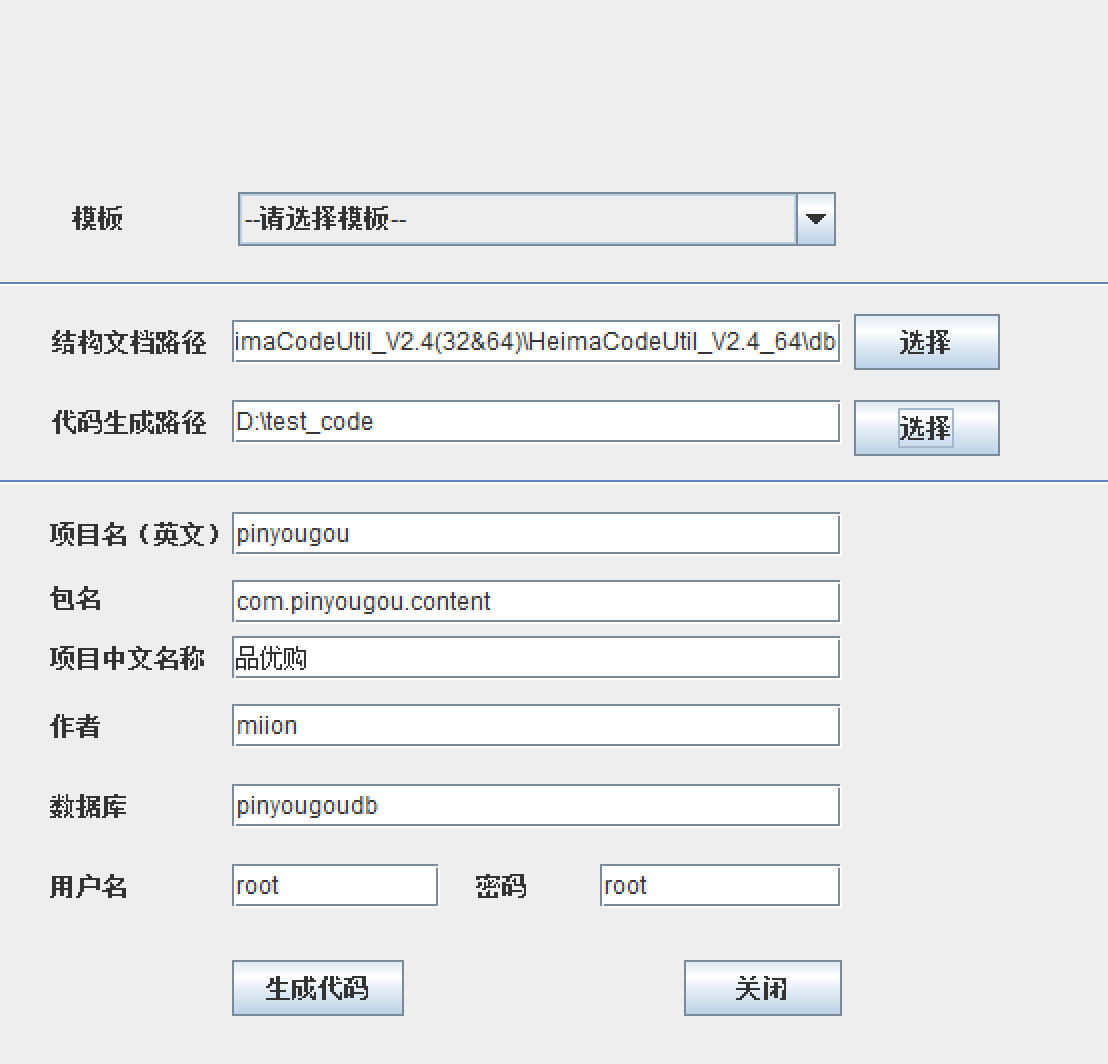 模板 --请选择模板--
结构文档路径 imaCodeUtil_V2.4(32&64)\HeimaCodeUtil_V2.4_64\db 选择
代码生成路径 D:\test_code 选择
项目名（英文） pinyougou
包名 com.pinyougou.content
项目中文名称 品优购
作者 miion
数据库 pinyougoudb
用户名 root 密码 root
生成代码 关闭